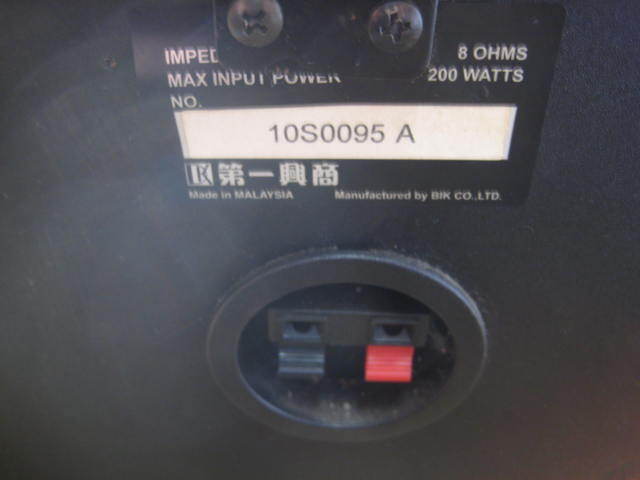 IMPED 8 OHMS
MAX INPUT POWER 200 WATTS
NO.
10S0095 A
DK 第一興商
Made in MALAYSIA Manufactured by BIK CO.,LTD.